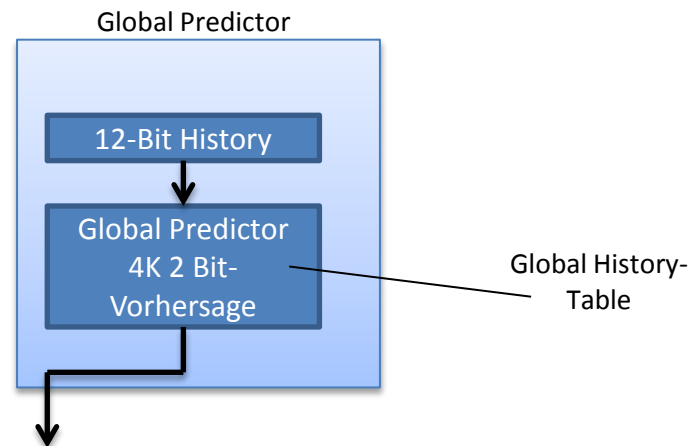 Global Predictor
12-Bit History
Global Predictor
4K 2 Bit-
Vorhersage
Global History-
Table